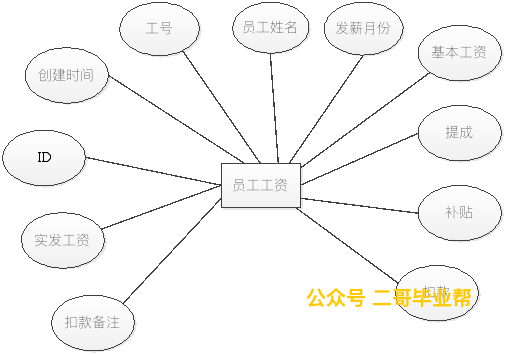 工号
员工姓名
发薪月份
基本工资
创建时间
提成
ID
员工工资
补贴
实发工资
扣款
公众号 二哥毕业帮
扣款备注